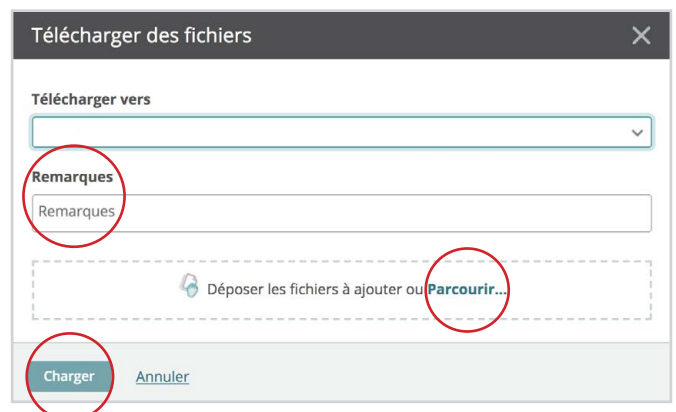 Télécharger des fichiers
Télécharger vers
Remarques
Remarques
Déposer les fichiers à ajouter ou Parcourir...
Charger Annuler